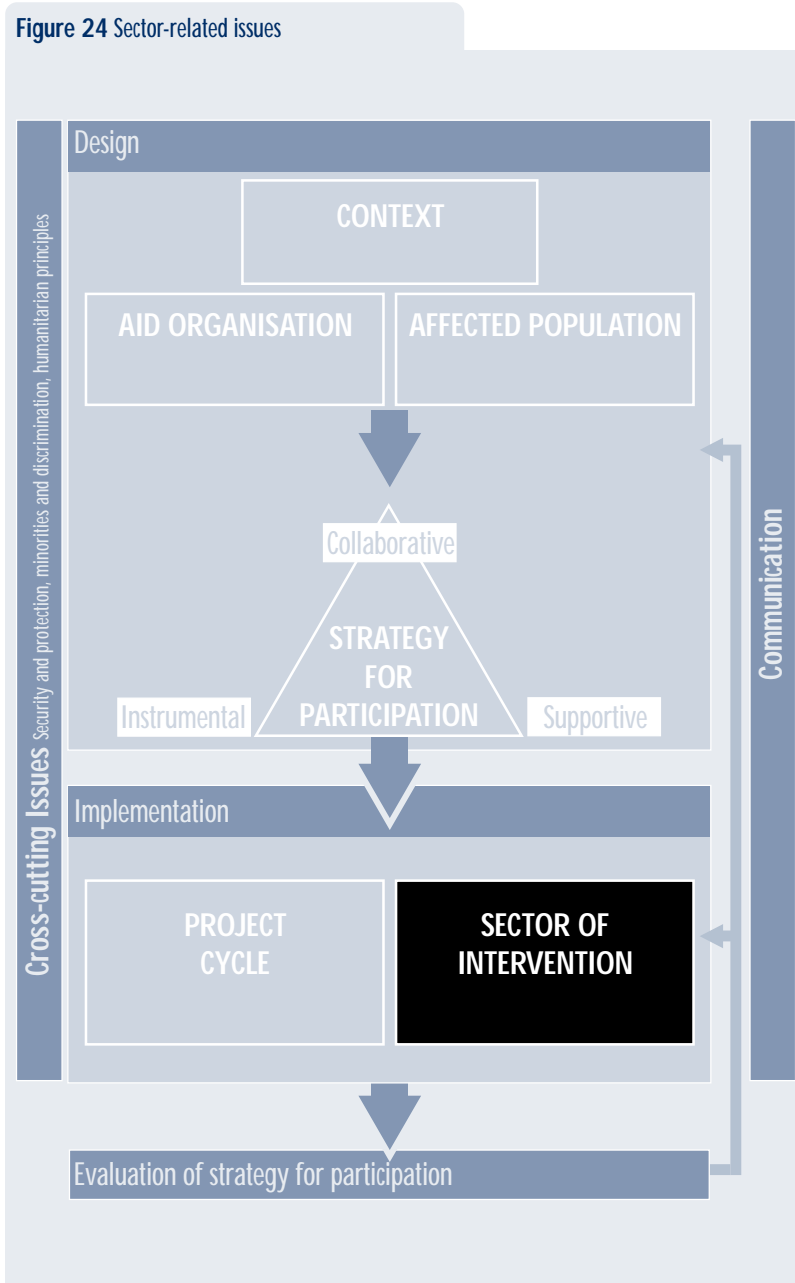 Figure 24 Sector-related issues
Cross-cutting Issues Security and protection, minorities and discrimination, humanitarian principles
Design
CONTEXT
AID ORGANISATION
AFFECTED POPULATION
Collaborative
STRATEGY
FOR
PARTICIPATION
Instrumental
Supportive
Implementation
PROJECT
CYCLE
SECTOR OF
INTERVENTION
Evaluation of strategy for participation
Communication